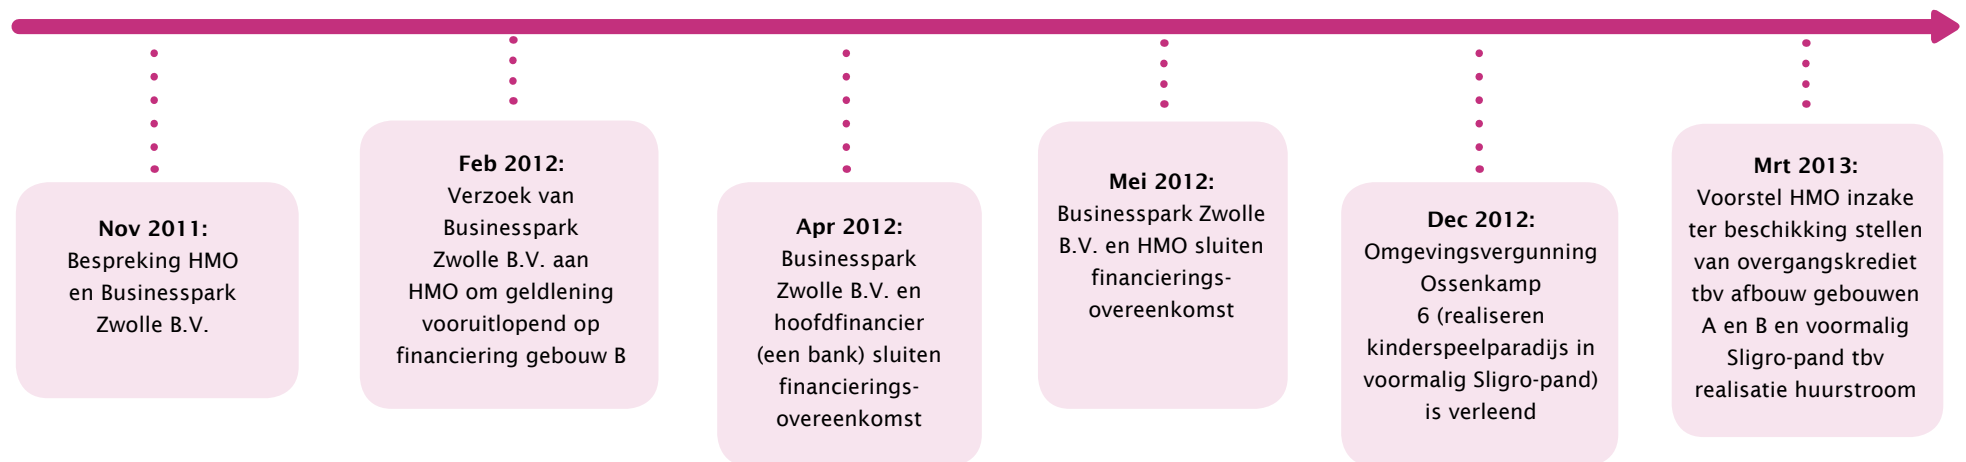 Nov 2011:
Bespreking HMO
en Businesspark
Zwolle B.V.
Feb 2012:
Verzoek van
Businesspark
Zwolle B.V. aan
HMO om geldlening
vooruitlopend op
financiering gebouw B
Apr 2012:
Businesspark
Zwolle B.V. en
hoofdfinancier
(een bank) sluiten
financierings-
overeenkomst
Mei 2012:
Businesspark Zwolle
B.V. en HMO sluiten
financierings-
overeenkomst
Dec 2012:
Omgevingsvergunning
Ossenkamp
6 (realiseren
kinderspeelparadijs in
voormalig Sligro-pand)
is verleend
Mrt 2013:
Voorstel HMO inzake
ter beschikking stellen
van overgangskrediet
tbv afbouw gebouwen
A en B en voormalig
Sligro-pand tbv
realisatie huurstroom